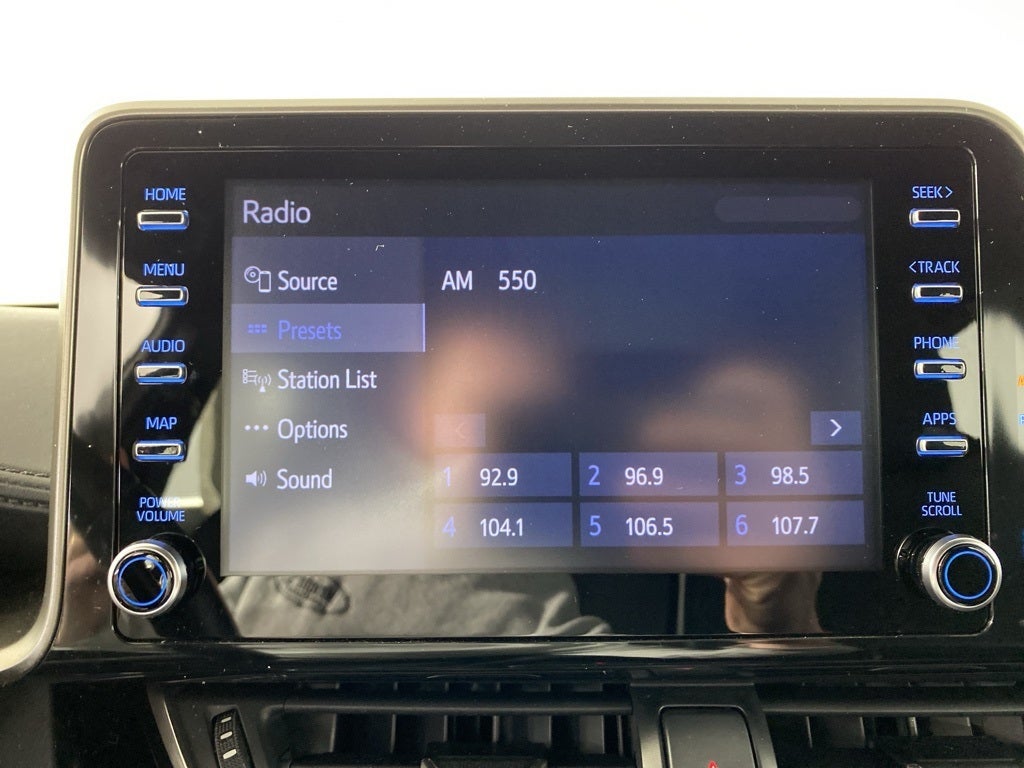 HOME
MENU
AUDIO
MAP
POWER
VOLUME
Radio
Source
Presets
Station List
Options
Sound
AM 550
<
>
1 92.9
2 96.9
3 98.5
4 104.1
5 106.5
6 107.7
SEEK >
< TRACK
PHONE
APPS
TUNE
SCROLL